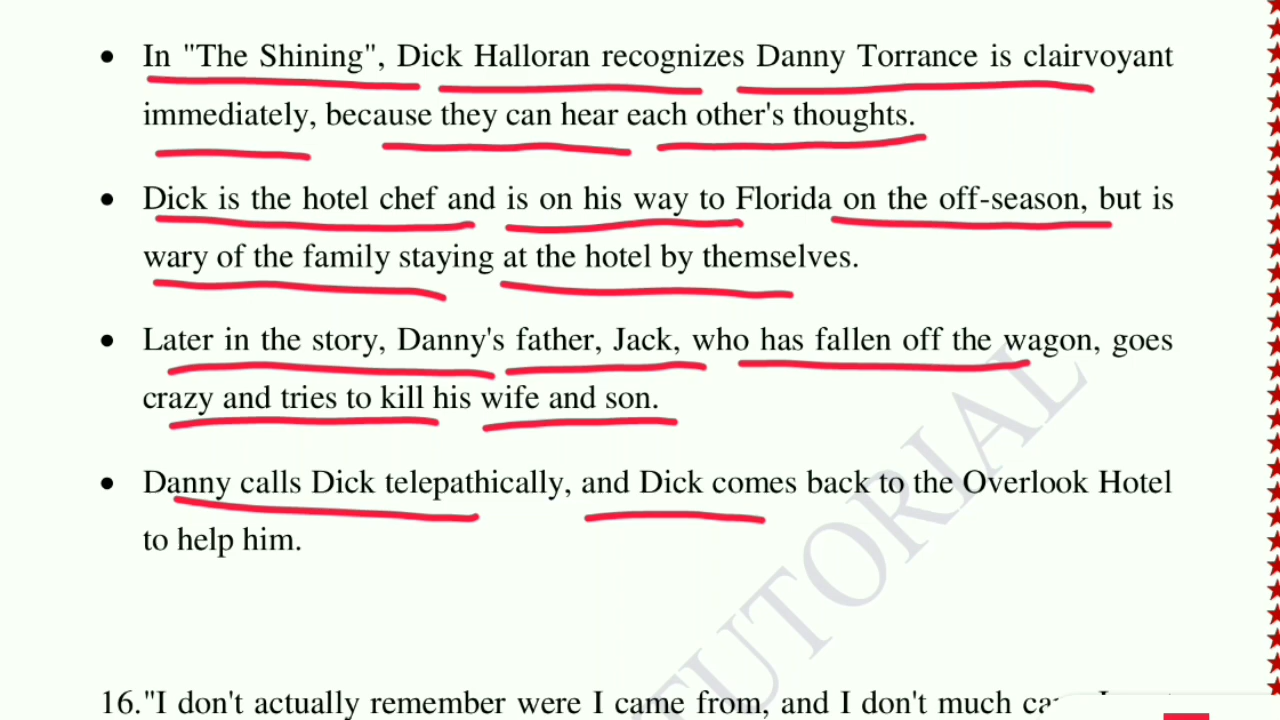 • In "The Shining", Dick Halloran recognizes Danny Torrance is clairvoyant
immediately, because they can hear each other's thoughts.
• Dick is the hotel chef and is on his way to Florida on the off-season, but is
wary of the family staying at the hotel by themselves.
• Later in the story, Danny's father, Jack, who has fallen off the wagon, goes
crazy and tries to kill his wife and son.
• Danny calls Dick telepathically, and Dick comes back to the Overlook Hotel
to help him.
TUTORIAL
16."I don't actually remember were I came from, and I don't much